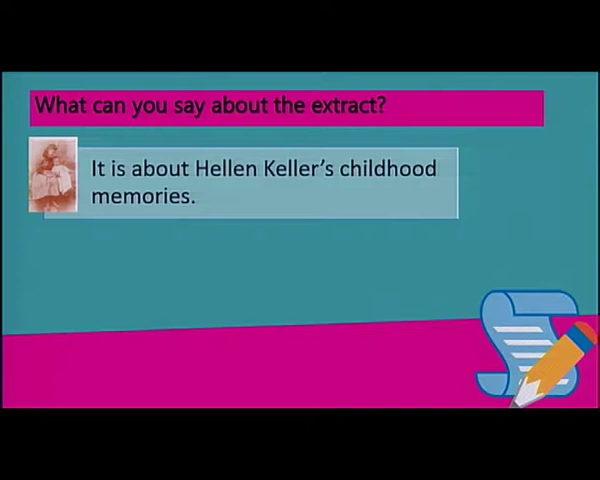 What can you say about the extract?
It is about Hellen Keller's childhood
memories.